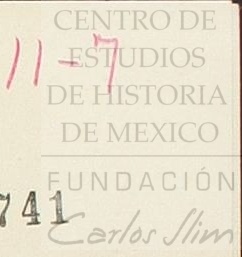 CENTRO DE
ESTUDIOS
DE HISTORIA
DE MEXICO
FUNDACIÓN
Carlos Slim
11-7
741